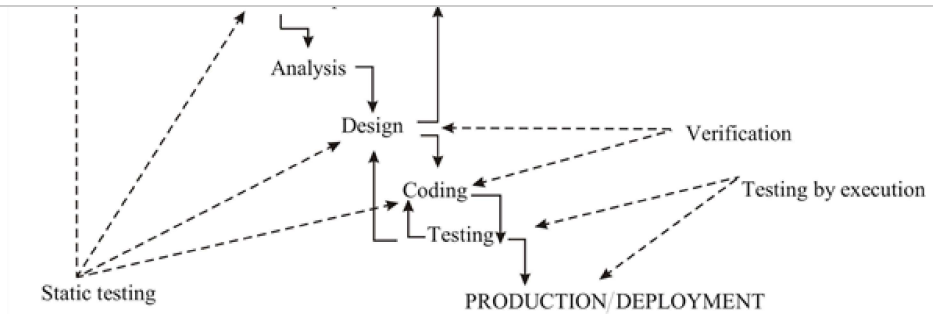 Analysis
Design
Verification
Coding
Testing by execution
Testing
Static testing
PRODUCTION/DEPLOYMENT